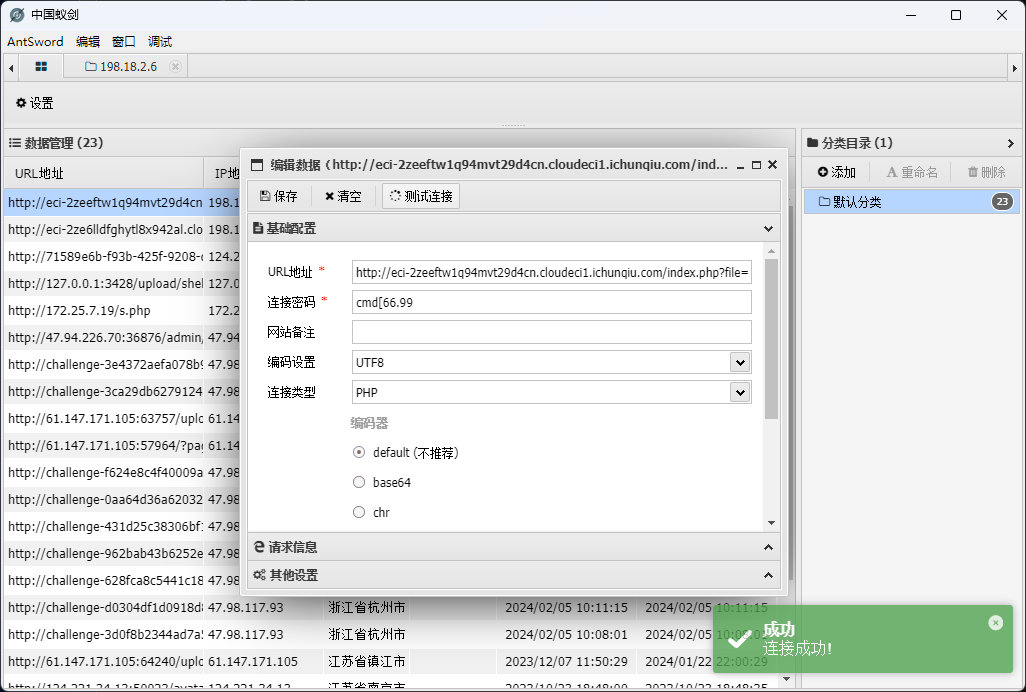 中国蚁剑
AntSword 编辑 窗口 调试
198.18.2.6
设置
数据管理 (23)
URL地址 IP地
http://eci-2zeeftw1q94mvt29d4cn 198.1
http://eci-2ze6lldfghytl8x942al.clo 198.1
http://71589e6b-f93b-425f-9208- 124.2
http://127.0.0.1:3428/upload/shel 127.0
http://172.25.7.19/s.php 172.2
http://47.94.226.70:36876/admin, 47.94
http://challenge-3e4372aefa078b9 47.98
http://challenge-3ca29db6279124 47.98
http://61.147.171.105:63757/uplo 61.14
http://61.147.171.105:57964/?pag 61.14
http://challenge-f624e8c4f40009a 47.98
http://challenge-0aa64d36a62032 47.98
http://challenge-431d25c38306bf 47.98
http://challenge-962bab43b6252e 47.98
http://challenge-628fca8c5441c18 47.98
http://challenge-d0304df1d0918d8 47.98.117.93 浙江省杭州市 2024/02/05 10:11:15 2024/02/05 10:11:15
http://challenge-3d0f8b2344ad7a5 47.98.117.93 浙江省杭州市 2024/02/05 10:08:01 2024/02/05
http://61.147.171.105:64240/uplo 61.147.171.105 江苏省镇江市 2023/12/07 11:50:29 2024/01/22 22:00:29
编辑数据 (http://eci-2zeeftw1q94mvt29d4cn.cloudeci1.ichunqiu.com/ind...
保存 清空 测试连接
基础配置
URL地址 * http://eci-2zeeftw1q94mvt29d4cn.cloudeci1.ichunqiu.com/index.php?file=
连接密码 * cmd[66.99
网站备注
编码设置 UTF8
连接类型 PHP
编码器
default (不推荐)
base64
chr
请求信息
其他设置
分类目录 (1)
添加 重命名 删除
默认分类 23
成功
连接成功!